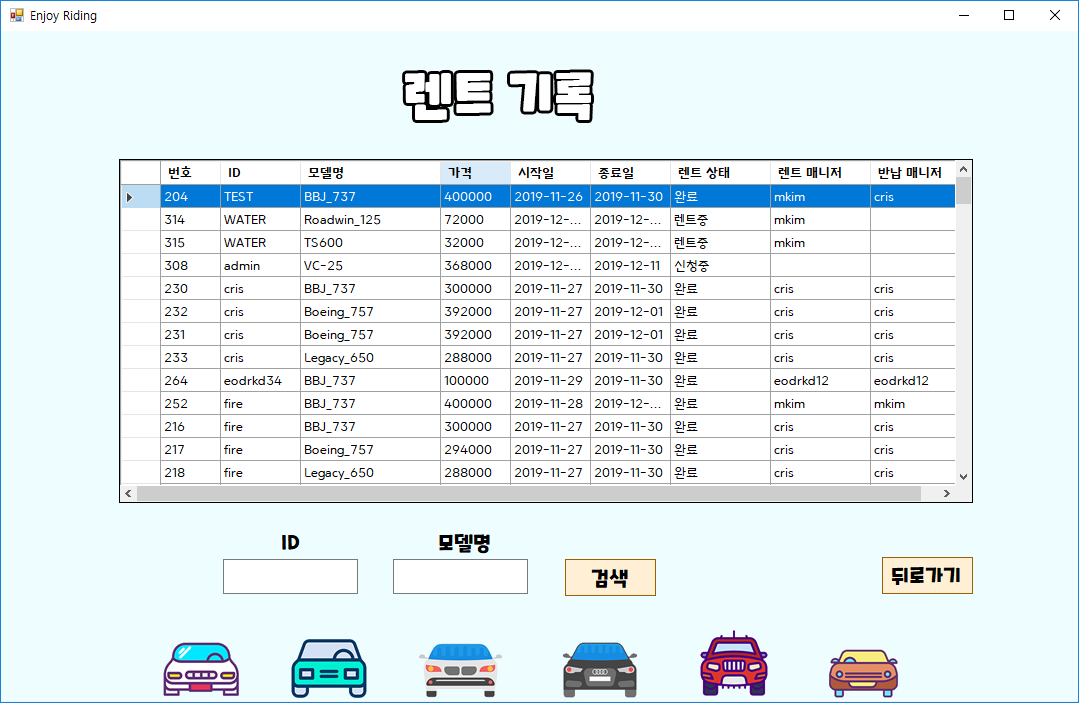 Enjoy Riding
렌트 기록
번호 ID 모델명 가격 시작일 종료일 렌트 상태 렌트 매니저 반납 매니저
204 TEST BBJ_737 400000 2019-11-26 2019-11-30 완료 mkim cris
314 WATER Roadwin_125 72000 2019-12-... 2019-12-... 렌트중 mkim
315 WATER TS600 32000 2019-12-... 2019-12-... 렌트중 mkim
308 admin VC-25 368000 2019-12-... 2019-12-11 신청중
230 cris BBJ_737 300000 2019-11-27 2019-11-30 완료 cris cris
232 cris Boeing_757 392000 2019-11-27 2019-12-01 완료 cris cris
231 cris Boeing_757 392000 2019-11-27 2019-12-01 완료 cris cris
233 cris Legacy_650 288000 2019-11-27 2019-11-30 완료 cris cris
264 eodrkd34 BBJ_737 100000 2019-11-29 2019-11-30 완료 eodrkd12 eodrkd12
252 fire BBJ_737 400000 2019-11-28 2019-12-... 완료 mkim mkim
216 fire BBJ_737 300000 2019-11-27 2019-11-30 완료 cris cris
217 fire Boeing_757 294000 2019-11-27 2019-11-30 완료 cris cris
218 fire Legacy_650 288000 2019-11-27 2019-11-30 완료 cris cris
ID 모델명
검색 뒤로가기